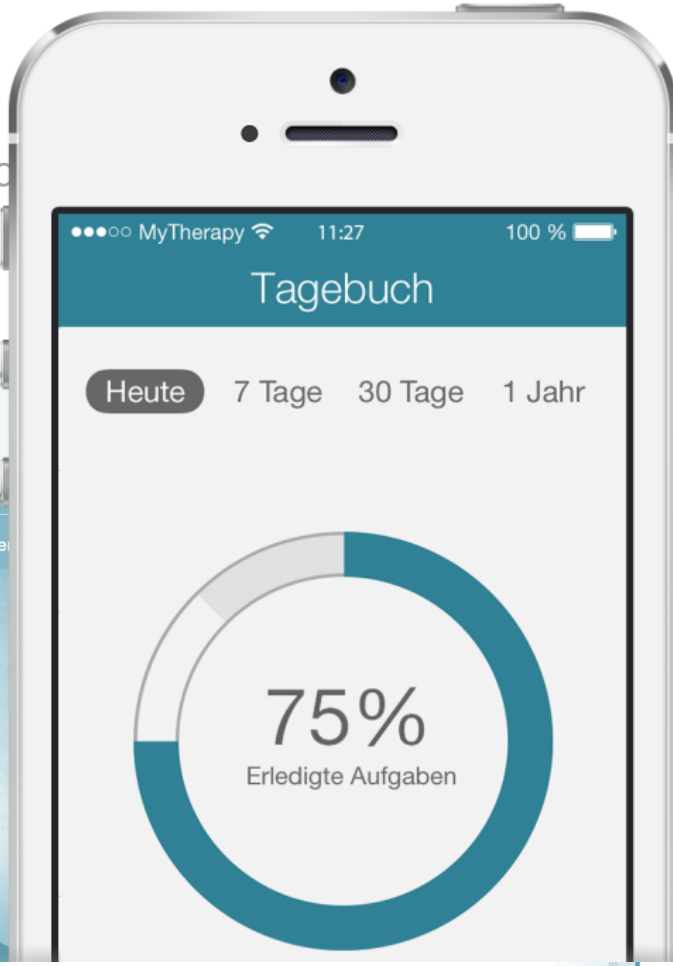 MyTherapy 11:27 100 %
Tagebuch
Heute 7 Tage 30 Tage 1 Jahr
75%
Erledigte Aufgaben